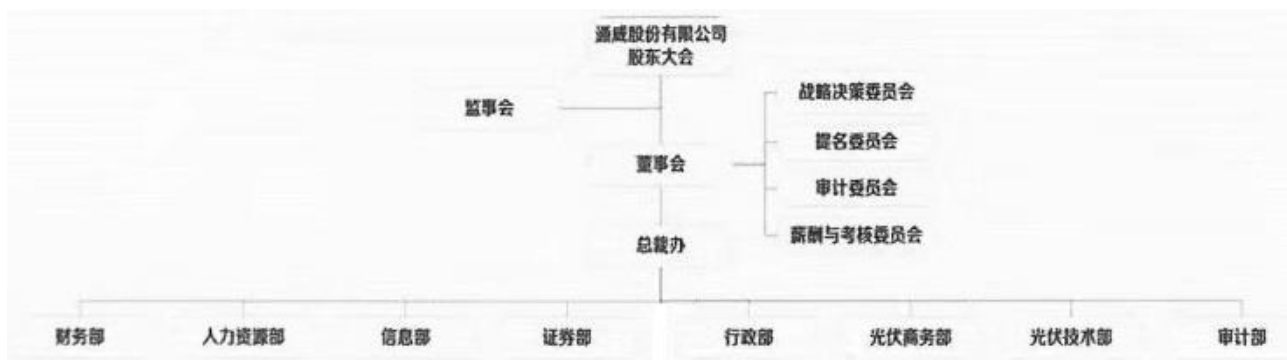 通威股份有限公司
股东大会
监事会
战略决策委员会
提名委员会
董事会
审计委员会
薪酬与考核委员会
总裁办
财务部
人力资源部
信息部
证券部
行政部
光伏商务部
光伏技术部
审计部